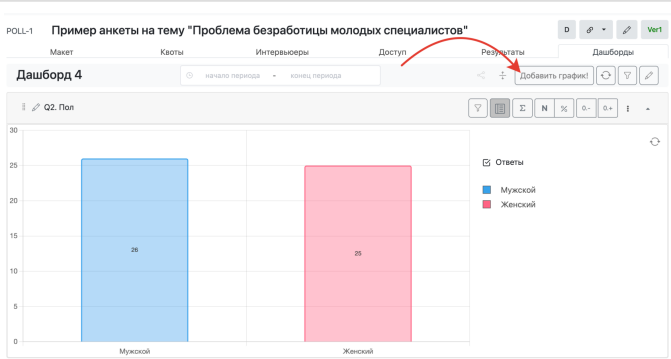 POLL-1 Пример анкеты на тему "Проблема безработицы молодых специалистов" D Ver1
Макет Квоты Интервьюеры Доступ Результаты Дашборды
Дашборд 4 начало периода - конец периода Добавить график!
Q2. Пол Σ N % 0.- 0.+
30
25
20
15
10
5
0
26
25
Мужской Женский
Ответы
Мужской
Женский